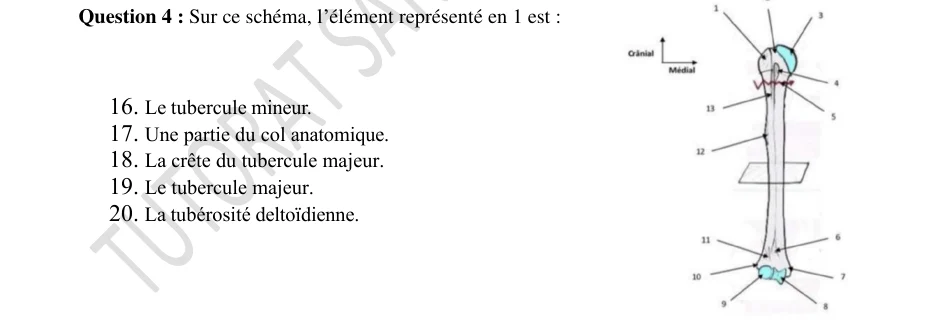 Question 4 : Sur ce schéma, l'élément représenté en 1 est :
16. Le tubercule mineur.
17. Une partie du col anatomique.
18. La crête du tubercule majeur.
19. Le tubercule majeur.
20. La tubérosité deltoïdienne.
1
3
Crânial
Médial
4
13
5
12
11
6
10
7
9
8
TUTORAT SA